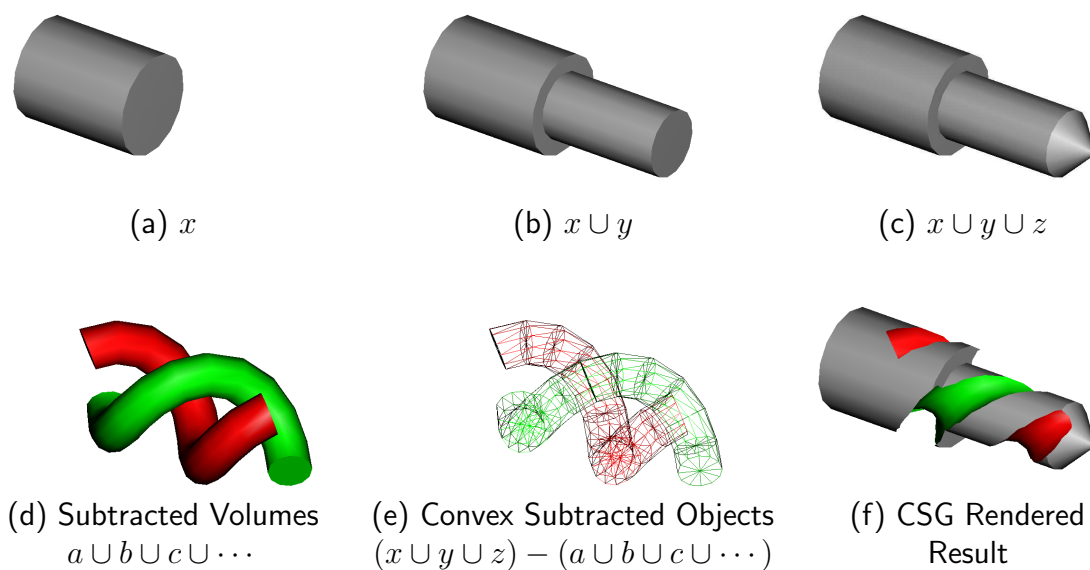 (a) x
(b) x ∪ y
(c) x ∪ y ∪ z
(d) Subtracted Volumes
a ∪ b ∪ c ∪ ⋯
(e) Convex Subtracted Objects
(x ∪ y ∪ z) − (a ∪ b ∪ c ∪ ⋯)
(f) CSG Rendered
Result